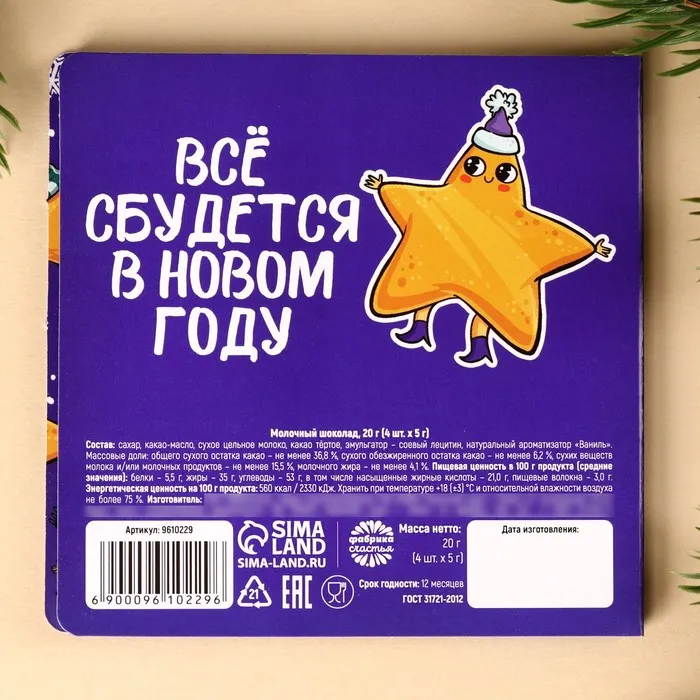 ВСЁ
СБУДЕТСЯ
В НОВОМ
ГОДУ
Молочный шоколад, 20 г (4 шт. х 5 г)
Состав: сахар, какао-масло, сухое цельное молоко, какао тёртое, эмульгатор – соевый лецитин, натуральный ароматизатор «Ваниль».
Массовые доли: общего сухого остатка какао – не менее 36,8 %, сухого обезжиренного остатка какао – не менее 6,2 %, сухих веществ
молока и/или молочных продуктов – не менее 15,5 %, молочного жира – не менее 4,1 %. Пищевая ценность в 100 г продукта (средние
значения): белки – 5,5 г, жиры – 35 г, углеводы – 53 г, в том числе насыщенные жирные кислоты – 21,0 г, пищевые волокна – 3,0 г.
Энергетическая ценность на 100 г продукта: 560 ккал / 2330 кДж. Хранить при температуре +18 (±3) °С и относительной влажности воздуха
не более 75 %. Изготовитель:
Артикул: 9610229
6 900096 102296
SIMA
LAND
SIMA-LAND.RU
21
EAC
фабрика
счастья
Масса нетто:
20 г
(4 шт. х 5 г)
Срок годности: 12 месяцев
ГОСТ 31721-2012
Дата изготовления: